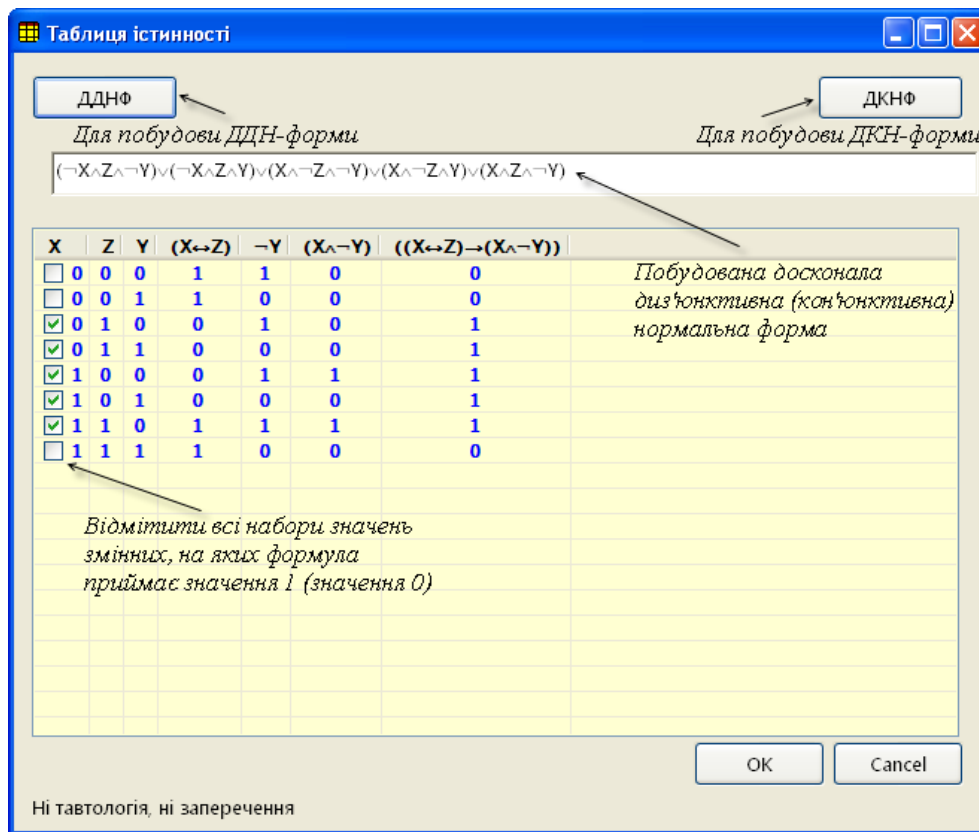 Таблиця істинності
ДДНФ
ДКНФ
Для побудови ДДН-форми
Для побудови ДКН-форми
(¬X∧Z∧¬Y)∨(¬X∧Z∧Y)∨(X∧¬Z∧¬Y)∨(X∧¬Z∧Y)∨(X∧Z∧¬Y)
X Z Y (X↔Z) ¬Y (X∧¬Y) ((X↔Z)→(X∧¬Y))
0 0 0 1 1 0 0
0 0 1 1 0 0 0
0 1 0 0 1 0 1
0 1 1 0 0 0 1
1 0 0 0 1 1 1
1 0 1 0 0 0 1
1 1 0 1 1 1 1
1 1 1 1 0 0 0
Побудована досконала
диз'юнктивна (кон'юнктивна)
нормальна форма
Відмітити всі набори значень
змінних, на яких формула
приймає значення 1 (значення 0)
OK
Cancel
Ні тавтологія, ні заперечення